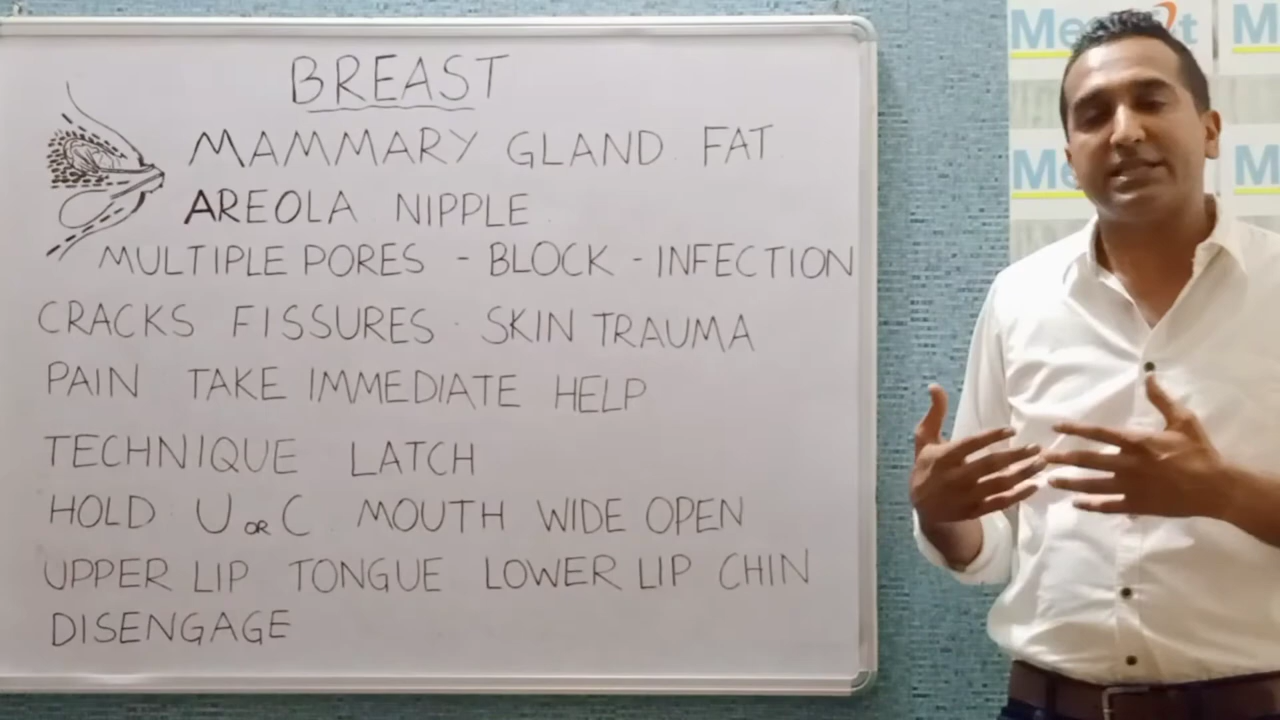 BREAST
MAMMARY GLAND FAT
AREOLA NIPPLE
MULTIPLE PORES - BLOCK - INFECTION
CRACKS FISSURES SKIN TRAUMA
PAIN TAKE IMMEDIATE HELP
TECHNIQUE LATCH
HOLD U OR C MOUTH WIDE OPEN
UPPER LIP TONGUE LOWER LIP CHIN
DISENGAGE